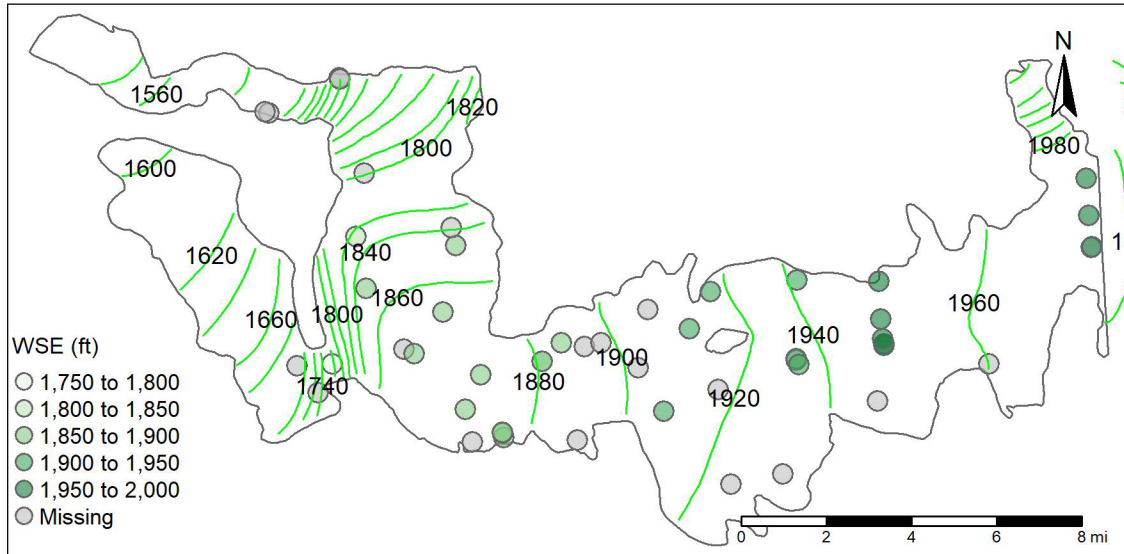 N
1560
1820
1800
1980
1600
1620
1840
1
1860
1660
1800
1960
1940
1900
1740
1880
1920
WSE (ft)
1,750 to 1,800
1,800 to 1,850
1,850 to 1,900
1,900 to 1,950
1,950 to 2,000
Missing
0 2 4 6 8 mi